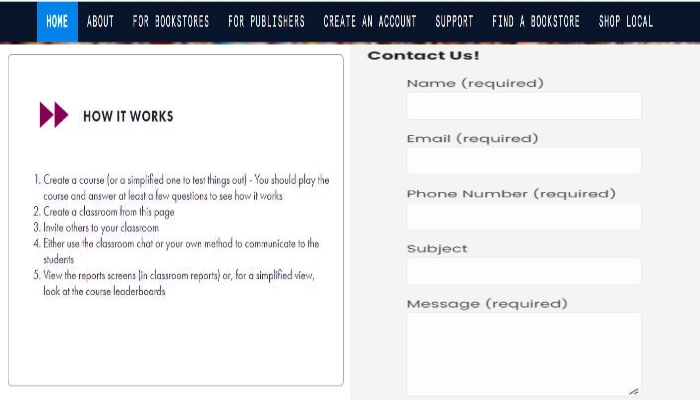 HOME ABOUT FOR BOOKSTORES FOR PUBLISHERS CREATE AN ACCOUNT SUPPORT FIND A BOOKSTORE SHOP LOCAL
HOW IT WORKS
1. Create a course (or a simplified one to test things out) - You should play the
course and answer at least a few questions to see how it works
2. Create a classroom from this page
3. Invite others to your classroom
4. Either use the classroom chat or your own method to communicate to the
students
5. View the reports screens (in classroom reports) or, for a simplified view,
look at the course leaderboards
Contact Us!
Name (required)
Email (required)
Phone Number (required)
Subject
Message (required)